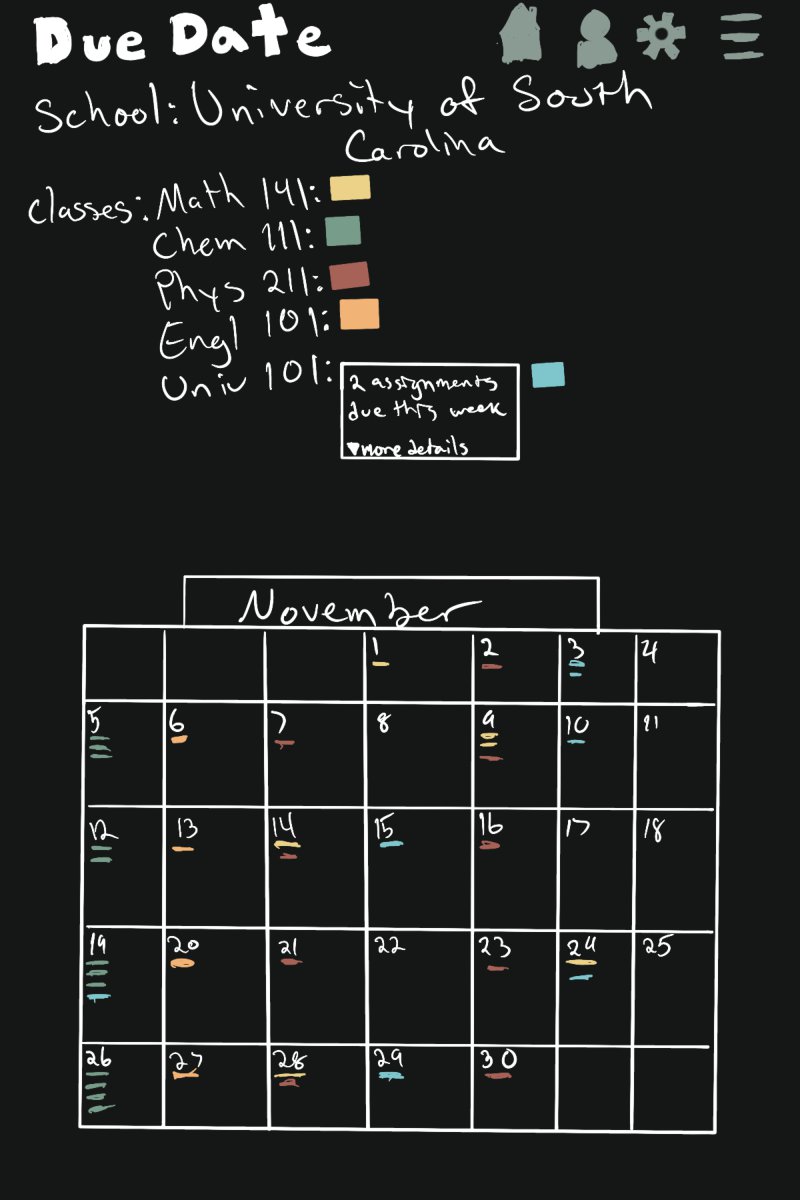 Due Date
School: University of South
Carolina
Classes: Math 141:
Chem 111:
Phys 211:
Engl 101:
Univ 101:
2 assignments
due this week
▼more details
November
1 2 3 4
5 6 7 8 9 10 11
12 13 14 15 16 17 18
19 20 21 22 23 24 25
26 27 28 29 30